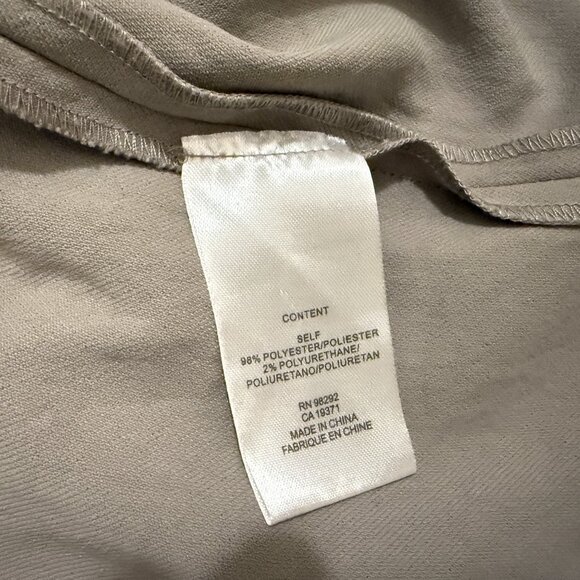 CONTENT
SELF
98% POLYESTER/POLIESTER
2% POLYURETHANE/
POLIURETANO/POLIURETAN
RN 98292
CA 19371
MADE IN CHINA
FABRIQUE EN CHINE